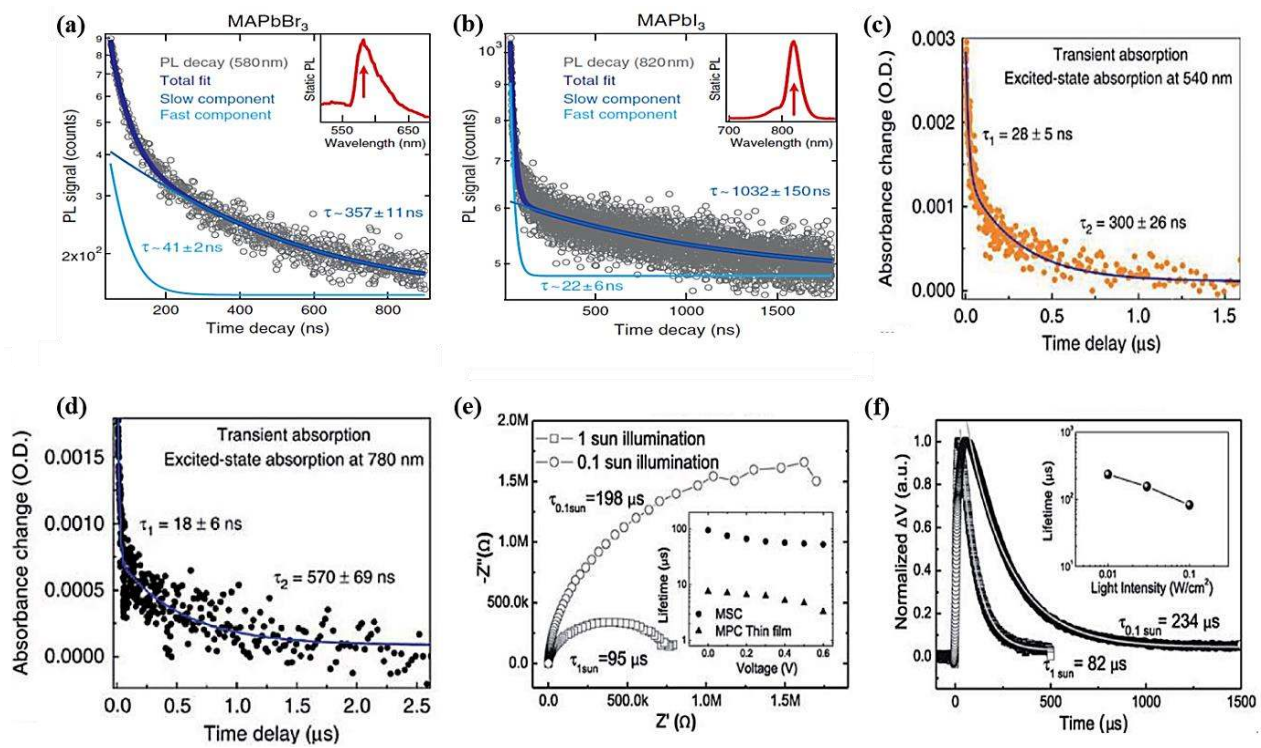 (a)
MAPbBr3
9
8
7
6
5
4
3
2x10²
PL signal (counts)
PL decay (580nm)
Total fit
Slow component
Fast component
Static PL
550 650
Wavelength (nm)
τ~357±11ns
τ~41±2ns
200 400 600 800
Time decay (ns)
(b)
MAPbI3
10³
9
8
7
6
5
PL signal (counts)
PL decay (820nm)
Total fit
Slow component
Fast component
Static PL
700 800
Wavelength (nm)
τ~1032±150ns
τ~22±6ns
500 1000 1500
Time decay (ns)
(c)
0.003
0.002
0.001
0.000
Absorbance change (O.D.)
Transient absorption
Excited-state absorption at 540 nm
τ1 = 28 ± 5 ns
τ2 = 300 ± 26 ns
0.0 0.5 1.0 1.5
Time delay (μs)
(d)
0.0015
0.0010
0.0005
0.0000
Absorbance change (O.D.)
Transient absorption
Excited-state absorption at 780 nm
τ1 = 18 ± 6 ns
τ2 = 570 ± 69 ns
0.0 0.5 1.0 1.5 2.0 2.5
Time delay (μs)
(e)
2.0M
1.5M
1.0M
500.0k
0.0
-Z"(Ω)
1 sun illumination
0.1 sun illumination
τ0.1sun=198 μs
Lifetime (μs)
100
10
1
MSC
MPC Thin film
0.0 0.2 0.4 0.6
Voltage (V)
τ1sun=95 μs
0.0 500.0k 1.0M 1.5M
Z' (Ω)
(f)
1.0
0.8
0.6
0.4
0.2
0.0
Normalized ΔV (a.u.)
Lifetime (μs)
10³
10²
10¹
0.01 0.1
Light Intensity (W/cm²)
τ0.1 sun = 234 μs
τ1 sun = 82 μs
0 500 1000 1500
Time (μs)